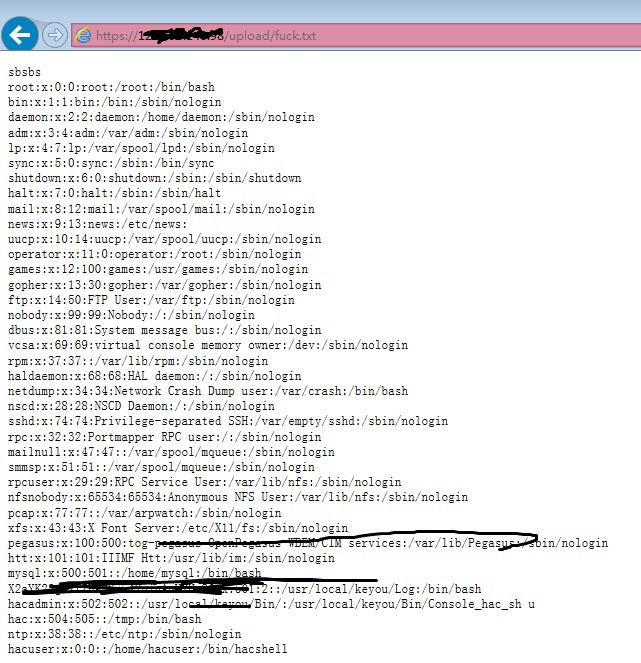 https://1 98/upload/fuck.txt
sbsbs
root:x:0:0:root:/root:/bin/bash
bin:x:1:1:bin:/bin:/sbin/nologin
daemon:x:2:2:daemon:/home/daemon:/sbin/nologin
adm:x:3:4:adm:/var/adm:/sbin/nologin
lp:x:4:7:lp:/var/spool/lpd:/sbin/nologin
sync:x:5:0:sync:/sbin:/bin/sync
shutdown:x:6:0:shutdown:/sbin:/sbin/shutdown
halt:x:7:0:halt:/sbin:/sbin/halt
mail:x:8:12:mail:/var/spool/mail:/sbin/nologin
news:x:9:13:news:/etc/news:
uucp:x:10:14:uucp:/var/spool/uucp:/sbin/nologin
operator:x:11:0:operator:/root:/sbin/nologin
games:x:12:100:games:/usr/games:/sbin/nologin
gopher:x:13:30:gopher:/var/gopher:/sbin/nologin
ftp:x:14:50:FTP User:/var/ftp:/sbin/nologin
nobody:x:99:99:Nobody:/:/sbin/nologin
dbus:x:81:81:System message bus:/:/sbin/nologin
vcsa:x:69:69:virtual console memory owner:/dev:/sbin/nologin
rpm:x:37:37::/var/lib/rpm:/sbin/nologin
haldaemon:x:68:68:HAL daemon:/:/sbin/nologin
netdump:x:34:34:Network Crash Dump user:/var/crash:/bin/bash
nscd:x:28:28:NSCD Daemon:/:/sbin/nologin
sshd:x:74:74:Privilege-separated SSH:/var/empty/sshd:/sbin/nologin
rpc:x:32:32:Portmapper RPC user:/:/sbin/nologin
mailnull:x:47:47::/var/spool/mqueue:/sbin/nologin
smmsp:x:51:51::/var/spool/mqueue:/sbin/nologin
rpcuser:x:29:29:RPC Service User:/var/lib/nfs:/sbin/nologin
nfsnobody:x:65534:65534:Anonymous NFS User:/var/lib/nfs:/sbin/nologin
pcap:x:77:77::/var/arpwatch:/sbin/nologin
xfs:x:43:43:X Font Server:/etc/X11/fs:/sbin/nologin
pegasus:x:100:500:tog-pegasus OpenPegasus WBEM/CIM services:/var/lib/Pegasus:/sbin/nologin
htt:x:101:101:IIIMF Htt:/usr/lib/im:/sbin/nologin
mysql:x:500:501::/home/mysql:/bin/bash
:2::/usr/local/keyou/Log:/bin/bash
hacadmin:x:502:502::/usr/local/keyou/Bin/:/usr/local/keyou/Bin/Console_hac_sh u
hac:x:504:505::/tmp:/bin/bash
ntp:x:38:38::/etc/ntp:/sbin/nologin
hacuser:x:0:0::/home/hacuser:/bin/hacshell